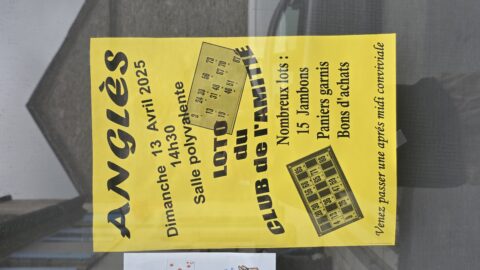 ANGLÈS
Dimanche 13 Avril 2025
14h30
Salle polyvalente
LOTO
du
CLUB de l'AMITIÉ
Nombreux lots :
15 Jambons
Paniers garnis
Bons d'achats
Venez passer une après midi conviviale